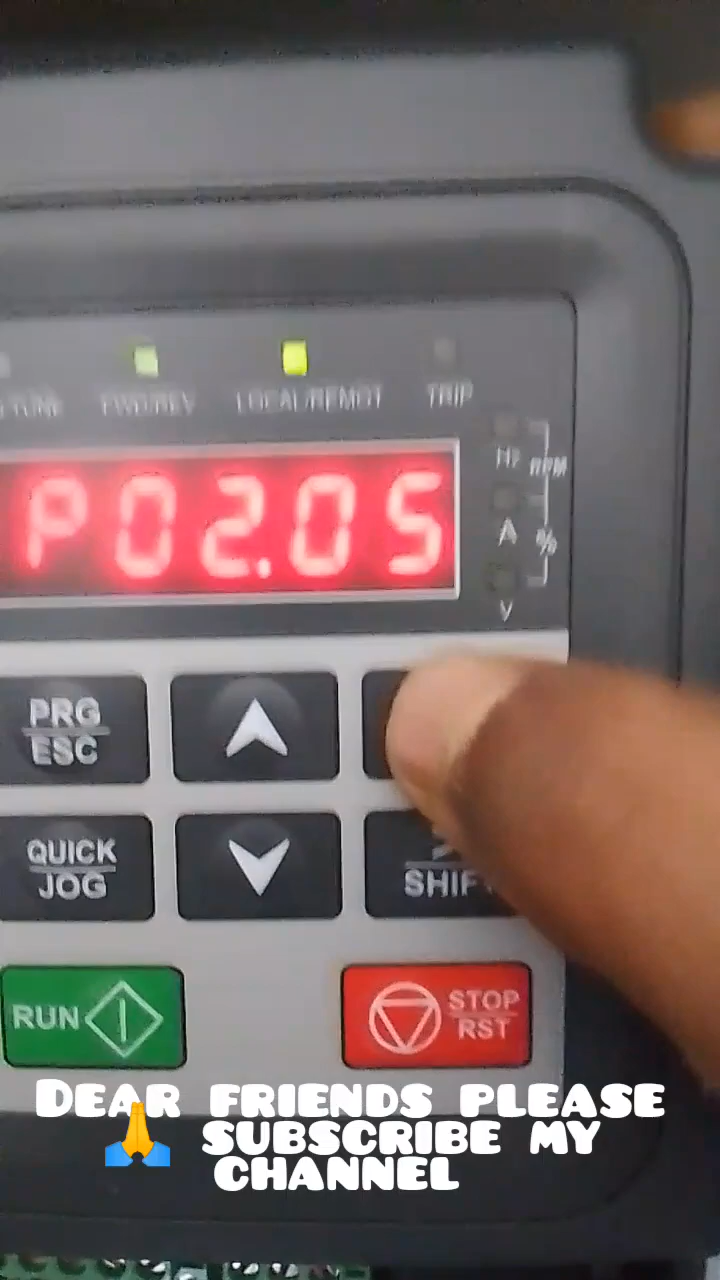 FWD/REV LOCAL/REMOT TRIP
Hz RPM
P02.05
A %
V
PRG
ESC
QUICK
JOG
SHIF
RUN STOP
RST
DEAR FRIENDS PLEASE
🙏 SUBSCRIBE MY
CHANNEL